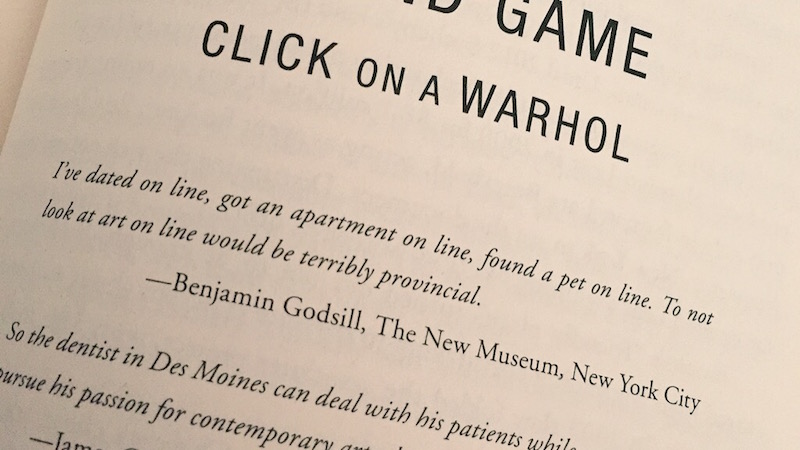 GAME
CLICK ON A WARHOL
I've dated on line, got an apartment on line, found a pet on line. To not
look at art on line would be terribly provincial.
—Benjamin Godsill, The New Museum, New York City
So the dentist in Des Moines can deal with his patients while
pursue his passion for contemporary